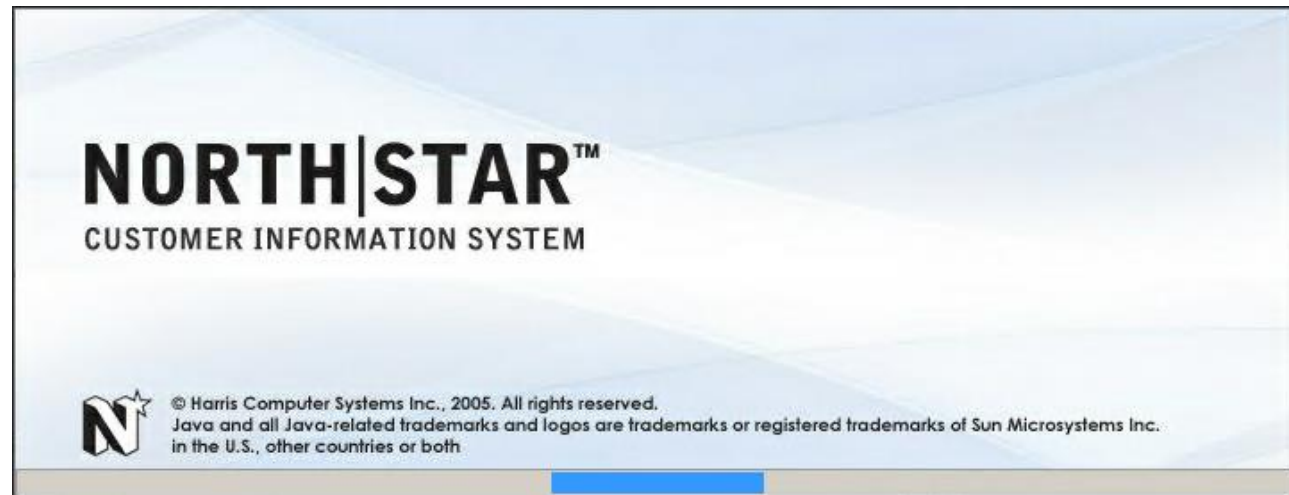 NORTH|STAR™
CUSTOMER INFORMATION SYSTEM
N
© Harris Computer Systems Inc., 2005. All rights reserved.
Java and all Java-related trademarks and logos are trademarks or registered trademarks of Sun Microsystems Inc.
in the U.S., other countries or both